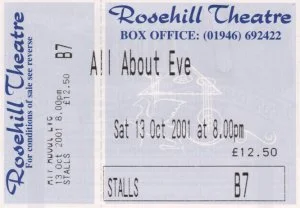 Rosehill Theatre
For conditions of sale see reverse
B7
All About Eve
13 Oct 2001 8.00pm
£12.50
STALLS
Rosehill Theatre
BOX OFFICE: (01946) 692422
All About Eve
Sat 13 Oct 2001 at 8.00pm
£12.50
STALLS B7